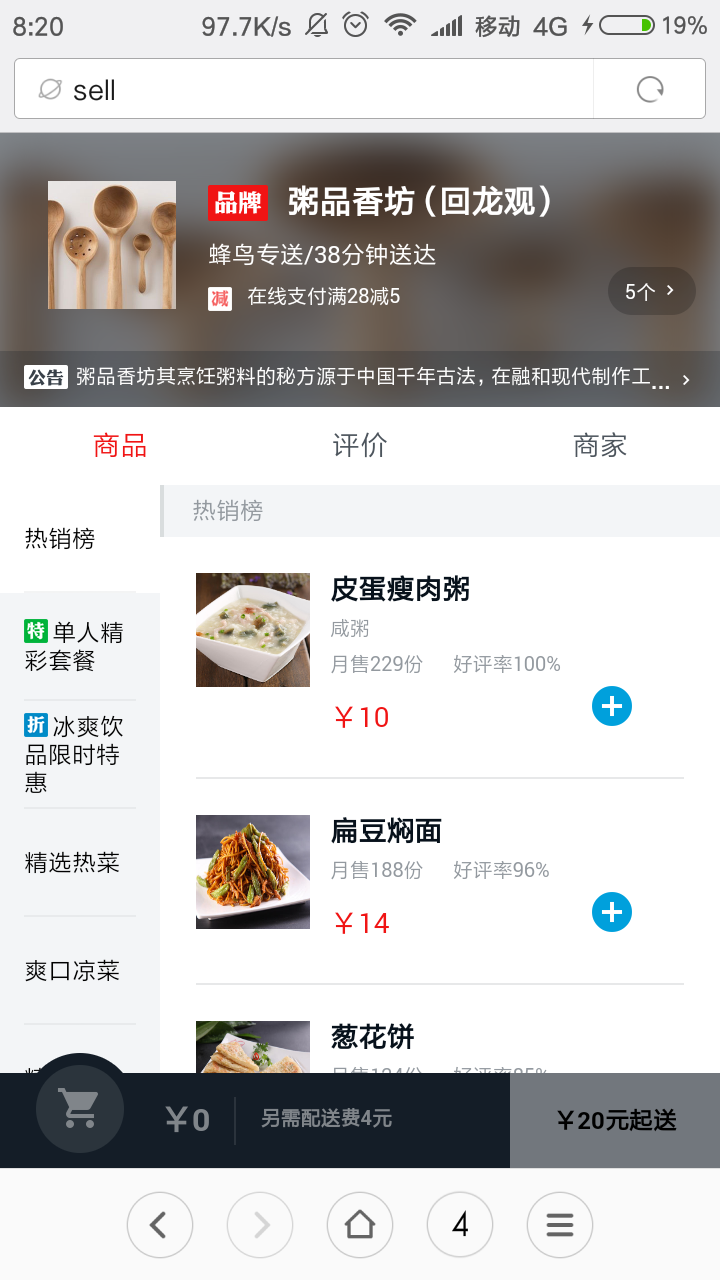 8:20 97.7K/s 移动 4G 19%
sell
品牌 粥品香坊（回龙观）
蜂鸟专送/38分钟送达
减 在线支付满28减5
5个
公告 粥品香坊其烹饪粥料的秘方源于中国千年古法，在融和现代制作工...
商品 评价 商家
热销榜
特 单人精
彩套餐
折 冰爽饮
品限时特
惠
精选热菜
爽口凉菜
热销榜
皮蛋瘦肉粥
咸粥
月售229份 好评率100%
￥10
扁豆焖面
月售188份 好评率96%
￥14
葱花饼
￥0 另需配送费4元 ￥20元起送
4